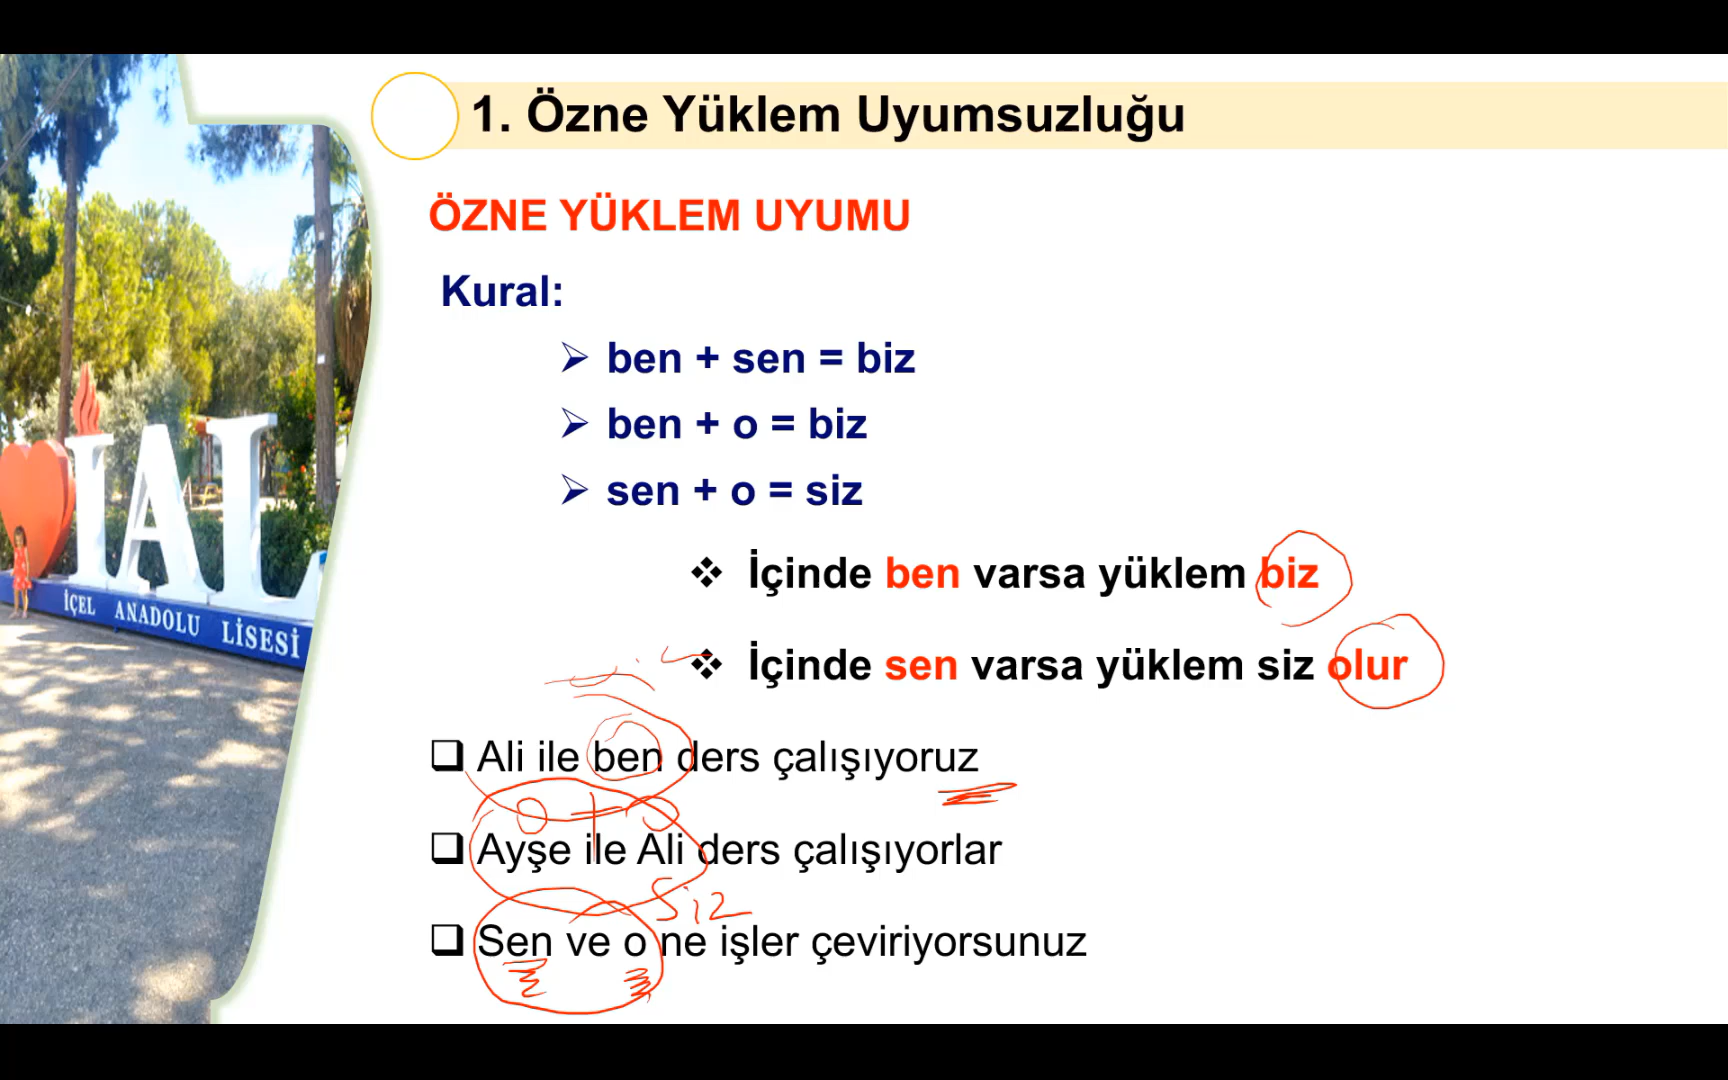 1. Özne Yüklem Uyumsuzluğu
ÖZNE YÜKLEM UYUMU
Kural:
ben + sen = biz
ben + o = biz
sen + o = siz
İçinde ben varsa yüklem biz
İçinde sen varsa yüklem siz olur
Ali ile ben ders çalışıyoruz
o + o
Ayşe ile Ali ders çalışıyorlar
siz
Sen ve o ne işler çeviriyorsunuz
İAL
İÇEL ANADOLU LİSESİ